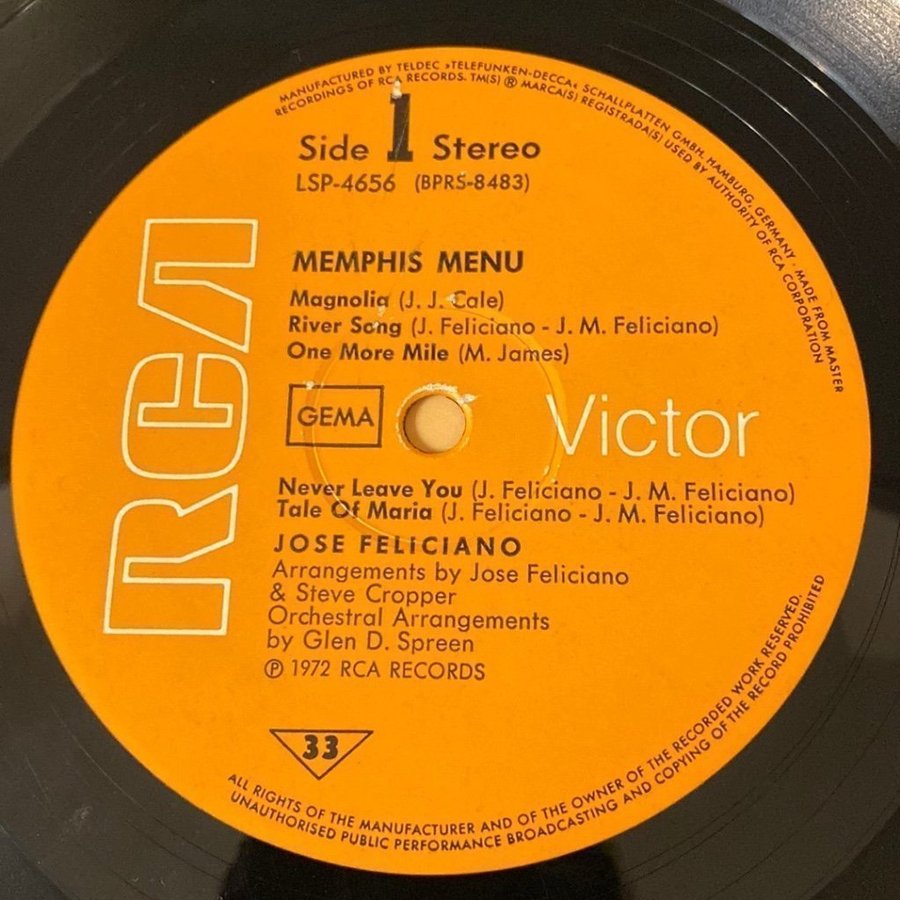 MANUFACTURED BY TELDEC »TELEFUNKEN-DECCA« SCHALLPLATTEN GMBH, HAMBURG, GERMANY · MADE FROM MASTER
RECORDINGS OF RCA RECORDS. TM(S) ® MARCA(S) REGISTRADA(S) USED BY AUTHORITY OF RCA CORPORATION
Side 1 Stereo
LSP-4656 (BPRS-8483)
RCA
MEMPHIS MENU
Magnolia (J. J. Cale)
River Song (J. Feliciano - J. M. Feliciano)
One More Mile (M. James)
GEMA
Victor
Never Leave You (J. Feliciano - J. M. Feliciano)
Tale Of Maria (J. Feliciano - J. M. Feliciano)
JOSE FELICIANO
Arrangements by Jose Feliciano
& Steve Cropper
Orchestral Arrangements
by Glen D. Spreen
℗ 1972 RCA RECORDS
33
ALL RIGHTS OF THE MANUFACTURER AND OF THE OWNER OF THE RECORDED WORK RESERVED.
UNAUTHORISED PUBLIC PERFORMANCE BROADCASTING AND COPYING OF THE RECORD PROHIBITED